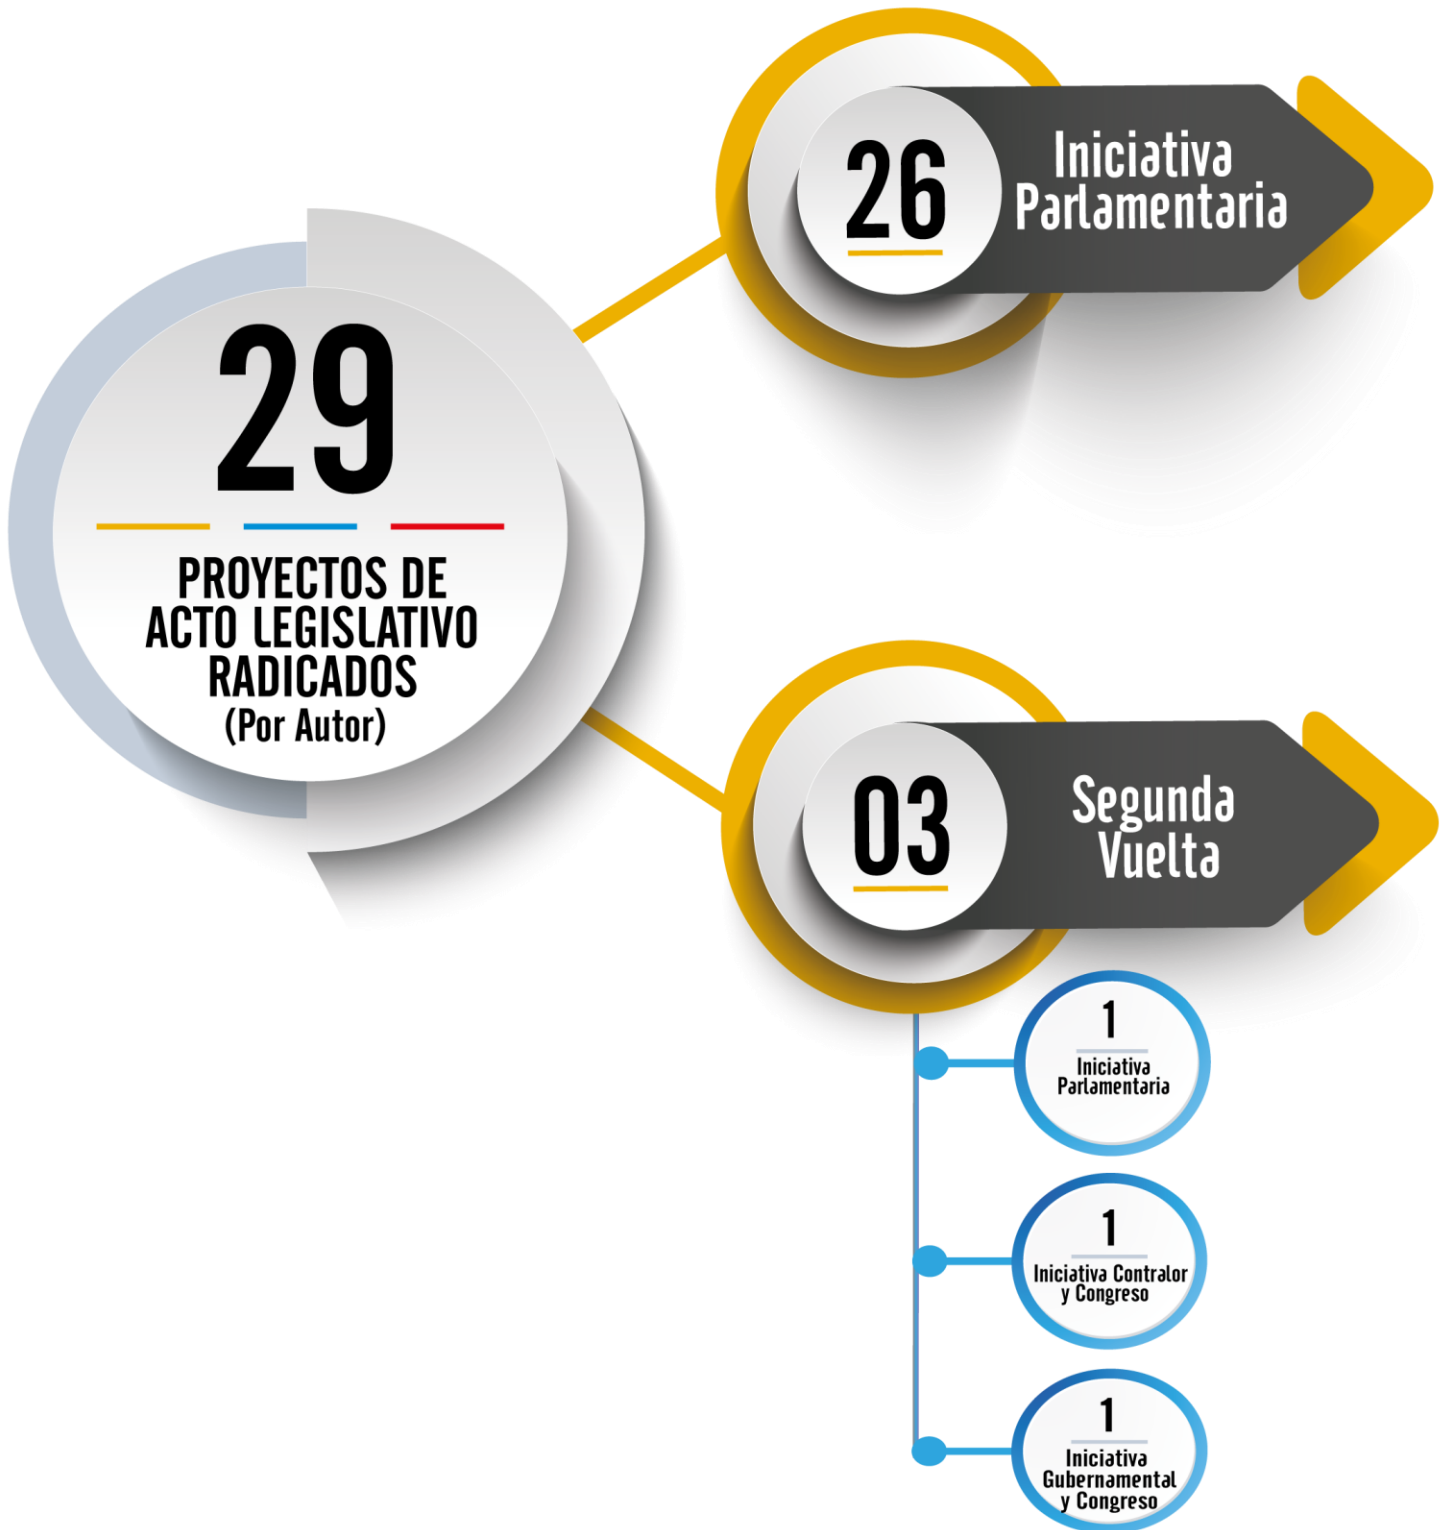 29
PROYECTOS DE
ACTO LEGISLATIVO
RADICADOS
(Por Autor)
26
Iniciativa
Parlamentaria
03
Segunda
Vuelta
1
Iniciativa
Parlamentaria
1
Iniciativa Contralor
y Congreso
1
Iniciativa
Gubernamental
y Congreso